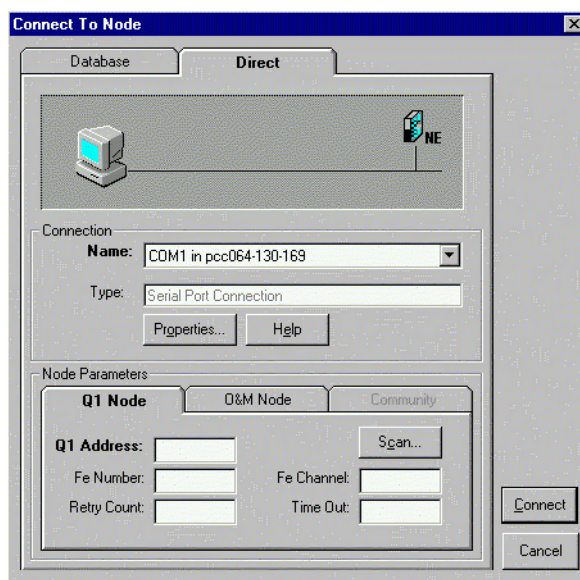 Connect To Node
Database Direct
NE
Connection
Name: COM1 in pcc064-130-169
Type: Serial Port Connection
Properties... Help
Node Parameters
Q1 Node O&M Node Community
Q1 Address: Scan...
Fe Number: Fe Channel:
Retry Count: Time Out:
Connect
Cancel